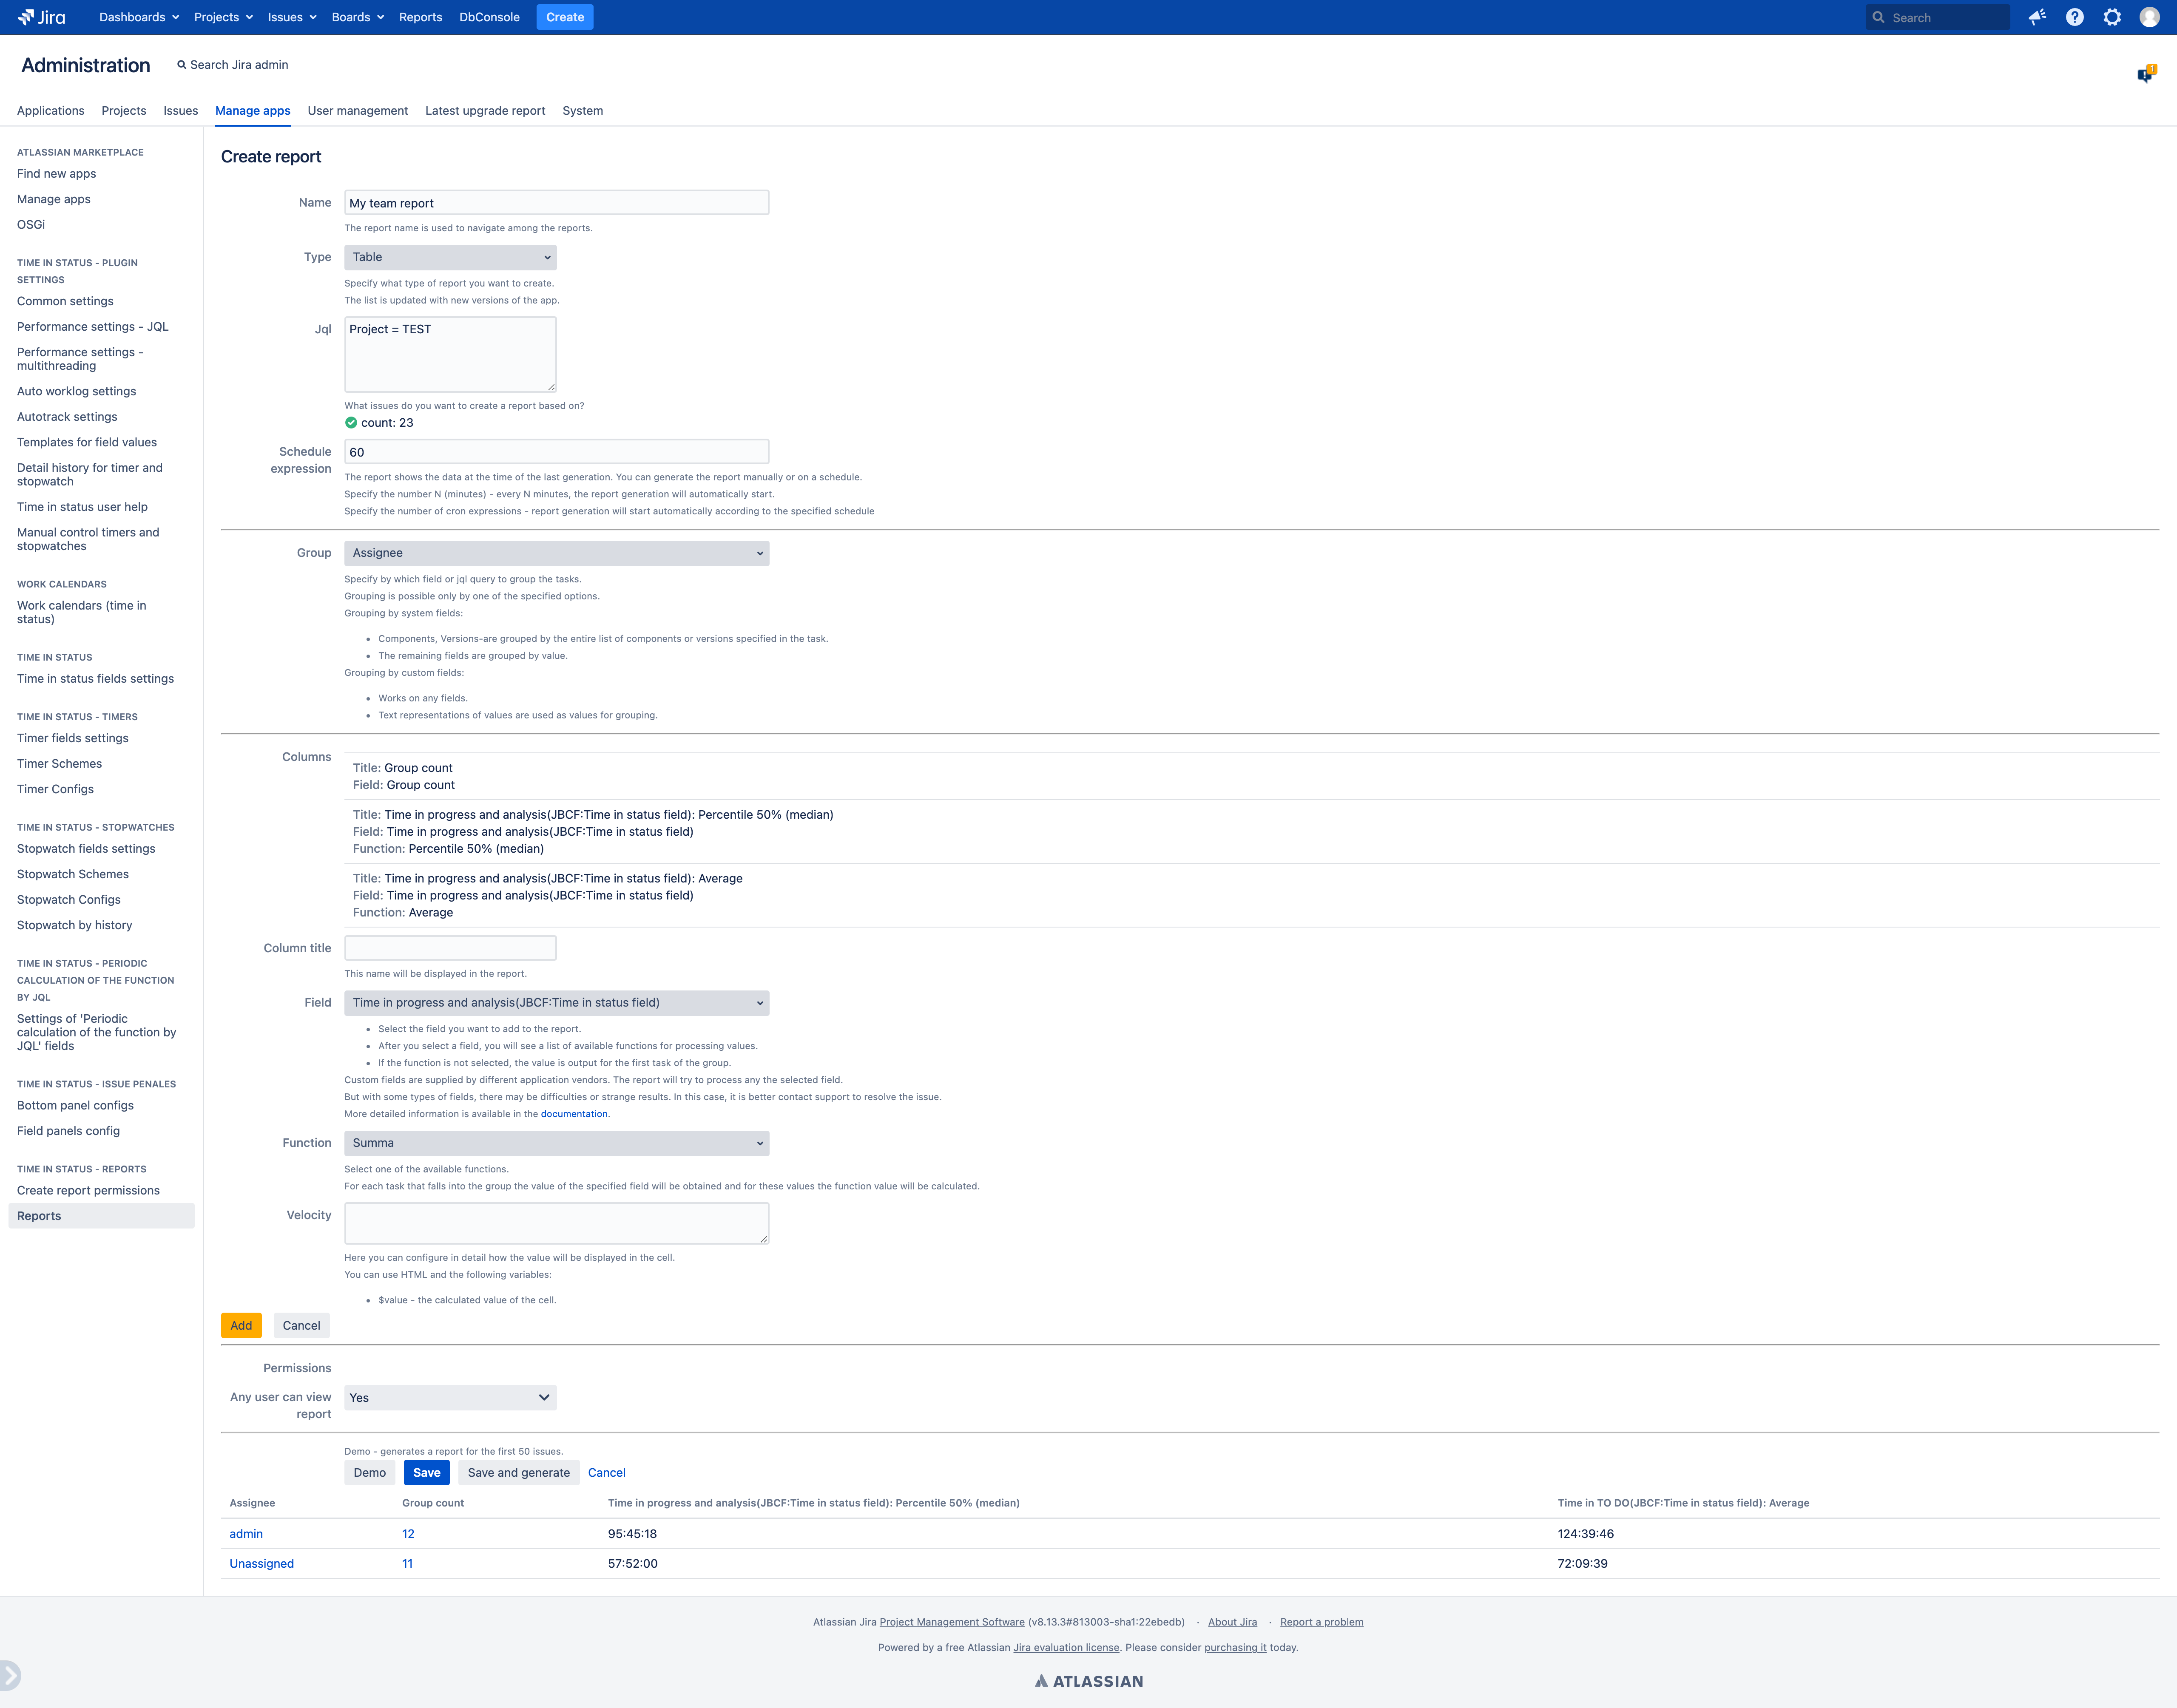 Jira
Dashboards Projects Issues Boards Reports DbConsole Create Search
Administration Search Jira admin
1
Applications Projects Issues Manage apps User management Latest upgrade report System
ATLASSIAN MARKETPLACE
Find new apps
Manage apps
OSGi
TIME IN STATUS - PLUGIN
SETTINGS
Common settings
Performance settings - JQL
Performance settings -
multithreading
Auto worklog settings
Autotrack settings
Templates for field values
Detail history for timer and
stopwatch
Time in status user help
Manual control timers and
stopwatches
WORK CALENDARS
Work calendars (time in
status)
TIME IN STATUS
Time in status fields settings
TIME IN STATUS - TIMERS
Timer fields settings
Timer Schemes
Timer Configs
TIME IN STATUS - STOPWATCHES
Stopwatch fields settings
Stopwatch Schemes
Stopwatch Configs
Stopwatch by history
TIME IN STATUS - PERIODIC
CALCULATION OF THE FUNCTION
BY JQL
Settings of 'Periodic
calculation of the function by
JQL' fields
TIME IN STATUS - ISSUE PENALES
Bottom panel configs
Field panels config
TIME IN STATUS - REPORTS
Create report permissions
Reports
Create report
Name My team report
The report name is used to navigate among the reports.
Type Table
Specify what type of report you want to create.
The list is updated with new versions of the app.
Jql Project = TEST
What issues do you want to create a report based on?
count: 23
Schedule
expression
60
The report shows the data at the time of the last generation. You can generate the report manually or on a schedule.
Specify the number N (minutes) - every N minutes, the report generation will automatically start.
Specify the number of cron expressions - report generation will start automatically according to the specified schedule
Group Assignee
Specify by which field or jql query to group the tasks.
Grouping is possible only by one of the specified options.
Grouping by system fields:
• Components, Versions-are grouped by the entire list of components or versions specified in the task.
• The remaining fields are grouped by value.
Grouping by custom fields:
• Works on any fields.
• Text representations of values are used as values for grouping.
Columns
Title: Group count
Field: Group count
Title: Time in progress and analysis(JBCF:Time in status field): Percentile 50% (median)
Field: Time in progress and analysis(JBCF:Time in status field)
Function: Percentile 50% (median)
Title: Time in progress and analysis(JBCF:Time in status field): Average
Field: Time in progress and analysis(JBCF:Time in status field)
Function: Average
Column title
This name will be displayed in the report.
Field Time in progress and analysis(JBCF:Time in status field)
• Select the field you want to add to the report.
• After you select a field, you will see a list of available functions for processing values.
• If the function is not selected, the value is output for the first task of the group.
Custom fields are supplied by different application vendors. The report will try to process any the selected field.
But with some types of fields, there may be difficulties or strange results. In this case, it is better contact support to resolve the issue.
More detailed information is available in the documentation.
Function Summa
Select one of the available functions.
For each task that falls into the group the value of the specified field will be obtained and for these values the function value will be calculated.
Velocity
Here you can configure in detail how the value will be displayed in the cell.
You can use HTML and the following variables:
• $value - the calculated value of the cell.
Add Cancel
Permissions
Any user can view
report
Yes
Demo - generates a report for the first 50 issues.
Demo Save Save and generate Cancel
Assignee Group count Time in progress and analysis(JBCF:Time in status field): Percentile 50% (median) Time in TO DO(JBCF:Time in status field): Average
admin 12 95:45:18 124:39:46
Unassigned 11 57:52:00 72:09:39
Atlassian Jira Project Management Software (v8.13.3#813003-sha1:22ebedb) · About Jira · Report a problem
Powered by a free Atlassian Jira evaluation license. Please consider purchasing it today.
ATLASSIAN